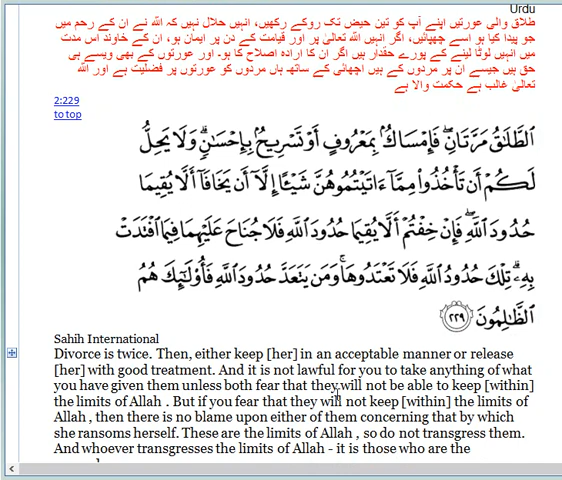 Urdu
طلاق والی عورتیں اپنے آپ کو تین حیض تک روکے رکھیں، انہیں حلال نہیں کہ اللہ نے ان کے رحم میں
جو پیدا کیا ہو اسے چھپائیں، اگر انہیں اللہ تعالیٰ پر اور قیامت کے دن پر ایمان ہو، ان کے خاوند اس مدت
میں انہیں لوٹا لینے کے پورے حقدار ہیں اگر ان کا ارادہ اصلاح کا ہو۔ اور عورتوں کے بھی ویسے ہی
حق ہیں جیسے ان پر مردوں کے ہیں اچھائی کے ساتھ ہاں مردوں کو عورتوں پر فضلیت ہے اور اللہ
تعالیٰ غالب ہے حکمت والا ہے
2:229
to top
ٱلطَّلَٰقُ مَرَّتَانِ ۖ فَإِمْسَاكٌۢ بِمَعْرُوفٍ أَوْ تَسْرِيحٌۢ بِإِحْسَٰنٍ ۗ وَلَا يَحِلُّ
لَكُمْ أَن تَأْخُذُوا۟ مِمَّآ ءَاتَيْتُمُوهُنَّ شَيْـًٔا إِلَّآ أَن يَخَافَآ أَلَّا يُقِيمَا
حُدُودَ ٱللَّهِ ۖ فَإِنْ خِفْتُمْ أَلَّا يُقِيمَا حُدُودَ ٱللَّهِ فَلَا جُنَاحَ عَلَيْهِمَا فِيمَا ٱفْتَدَتْ
بِهِۦ ۗ تِلْكَ حُدُودُ ٱللَّهِ فَلَا تَعْتَدُوهَا ۚ وَمَن يَتَعَدَّ حُدُودَ ٱللَّهِ فَأُو۟لَٰٓئِكَ هُمُ
ٱلظَّٰلِمُونَ ٢٢٩
Sahih International
Divorce is twice. Then, either keep [her] in an acceptable manner or release
[her] with good treatment. And it is not lawful for you to take anything of what
you have given them unless both fear that they will not be able to keep [within]
the limits of Allah . But if you fear that they will not keep [within] the limits of
Allah , then there is no blame upon either of them concerning that by which
she ransoms herself. These are the limits of Allah , so do not transgress them.
And whoever transgresses the limits of Allah - it is those who are the